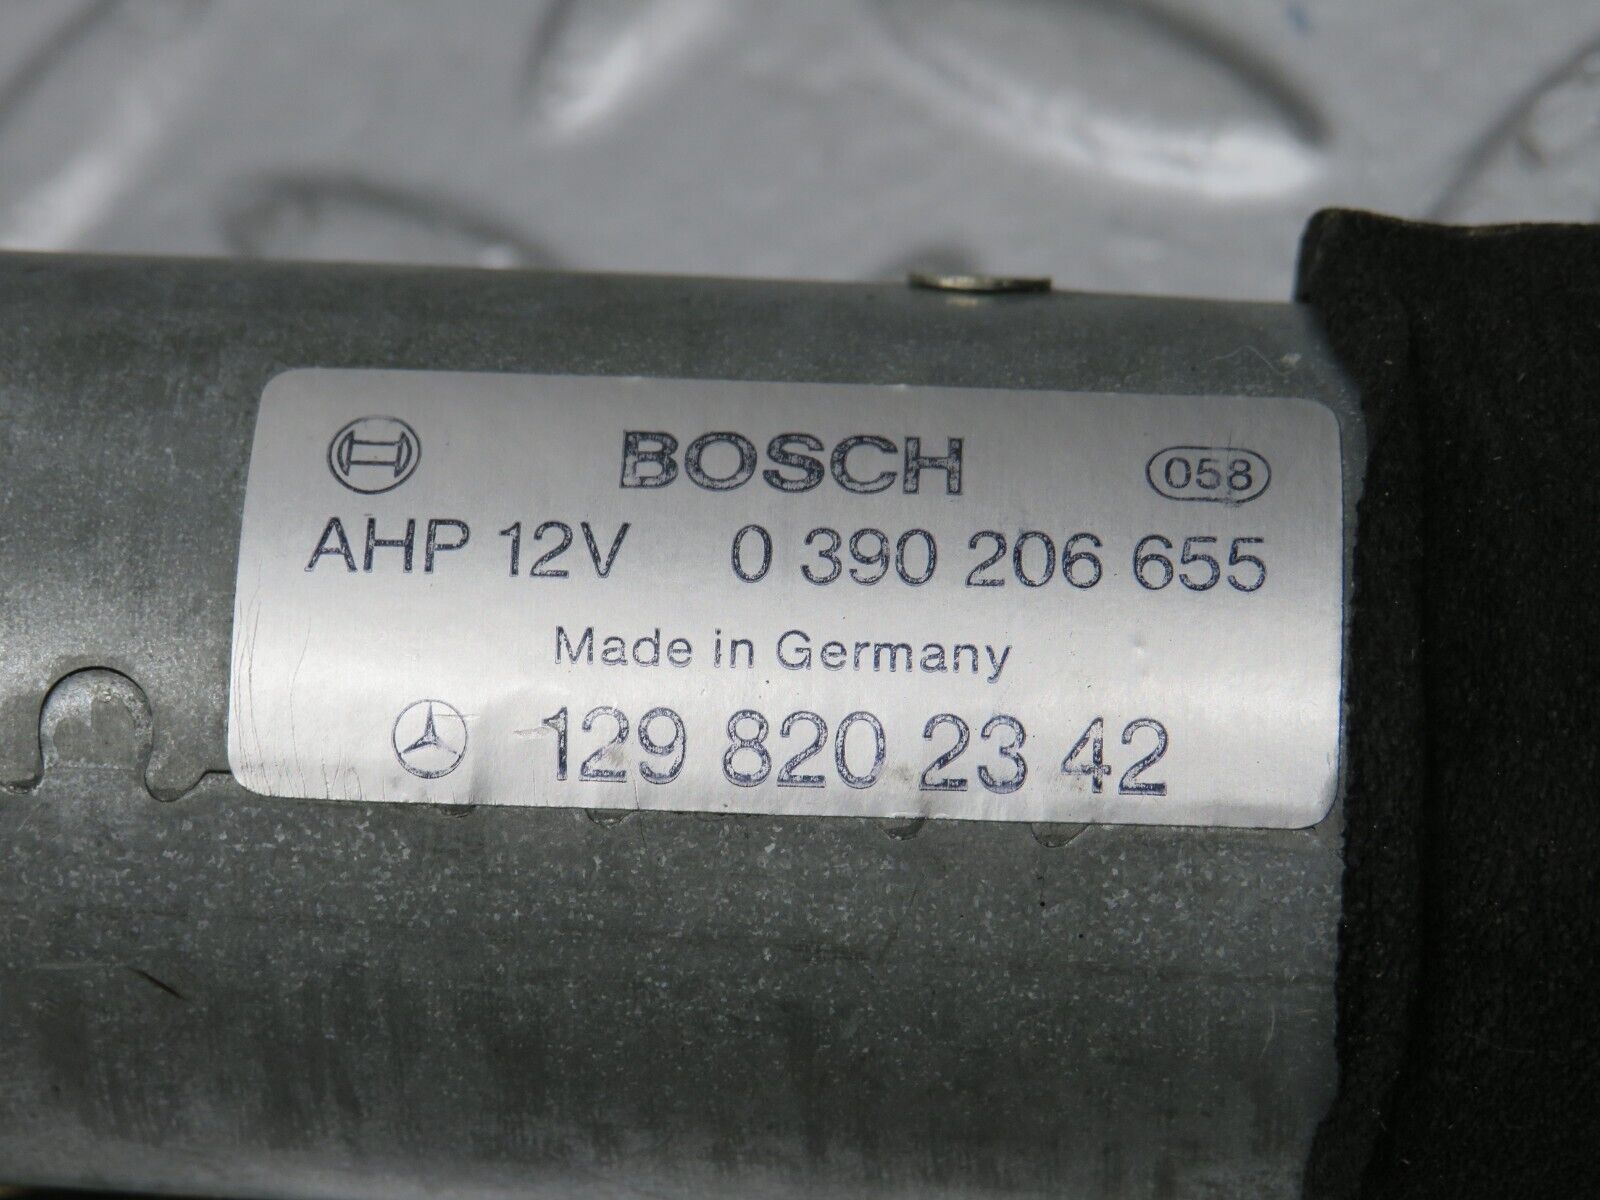 BOSCH 058
AHP 12V 0 390 206 655
Made in Germany
129 820 23 42